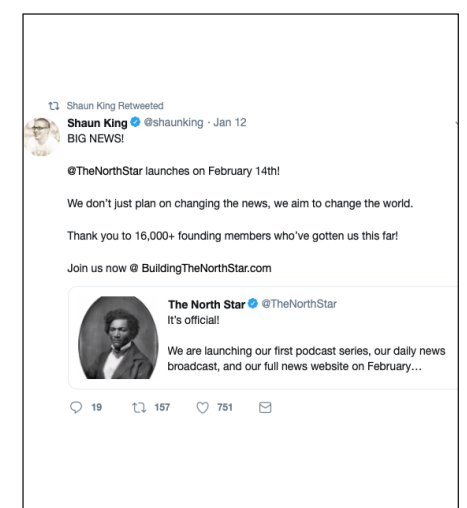 Shaun King Retweeted
Shaun King @shaunking · Jan 12
BIG NEWS!
@TheNorthStar launches on February 14th!
We don't just plan on changing the news, we aim to change the world.
Thank you to 16,000+ founding members who've gotten us this far!
Join us now @ BuildingTheNorthStar.com
The North Star @TheNorthStar
It's official!
We are launching our first podcast series, our daily news
broadcast, and our full news website on February…
19 157 751